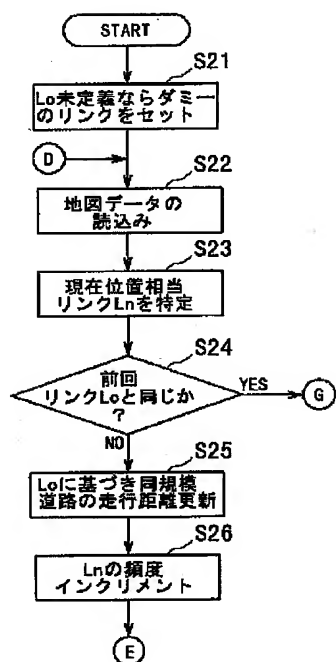 START
S21
Lo未定義ならダミー
のリンクをセット
D
S22
地図データの
読込み
S23
現在位置相当
リンクLnを特定
S24
前回
リンクLoと同じか
?
YES
G
NO
S25
Loに基づき同規模
道路の走行距離更新
S26
Lnの頻度
インクリメント
E